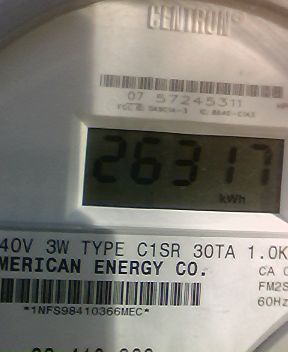 CENTRON®
07 57245311
26317
kWh
40V 3W TYPE C1SR 30TA 1.0K
MERICAN ENERGY CO.
CA
FM2S
60Hz
*1NFS98410366MEC*